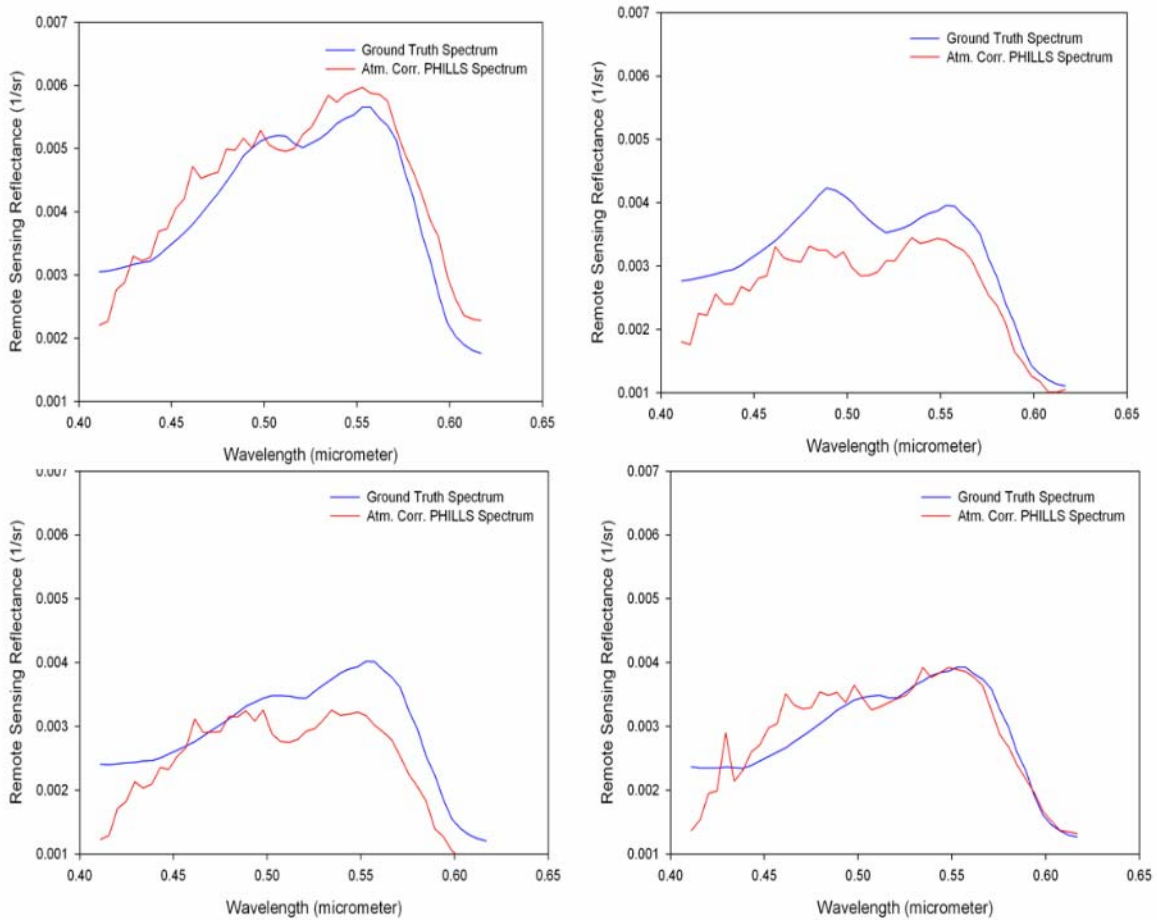 0.007
0.006
0.005
0.004
0.003
0.002
0.001
Remote Sensing Reflectance (1/sr)
Ground Truth Spectrum
Atm. Corr. PHILLS Spectrum
0.40 0.45 0.50 0.55 0.60 0.65
Wavelength (micrometer)
0.007
0.006
0.005
0.004
0.003
0.002
0.001
Remote Sensing Reflectance (1/sr)
Ground Truth Spectrum
Atm. Corr. PHILLS Spectrum
0.40 0.45 0.50 0.55 0.60 0.65
Wavelength (micrometer)
0.007
0.006
0.005
0.004
0.003
0.002
0.001
Remote Sensing Reflectance (1/sr)
Ground Truth Spectrum
Atm. Corr. PHILLS Spectrum
0.40 0.45 0.50 0.55 0.60 0.65
Wavelength (micrometer)
0.007
0.006
0.005
0.004
0.003
0.002
0.001
Remote Sensing Reflectance (1/sr)
Ground Truth Spectrum
Atm. Corr. PHILLS Spectrum
0.40 0.45 0.50 0.55 0.60 0.65
Wavelength (micrometer)